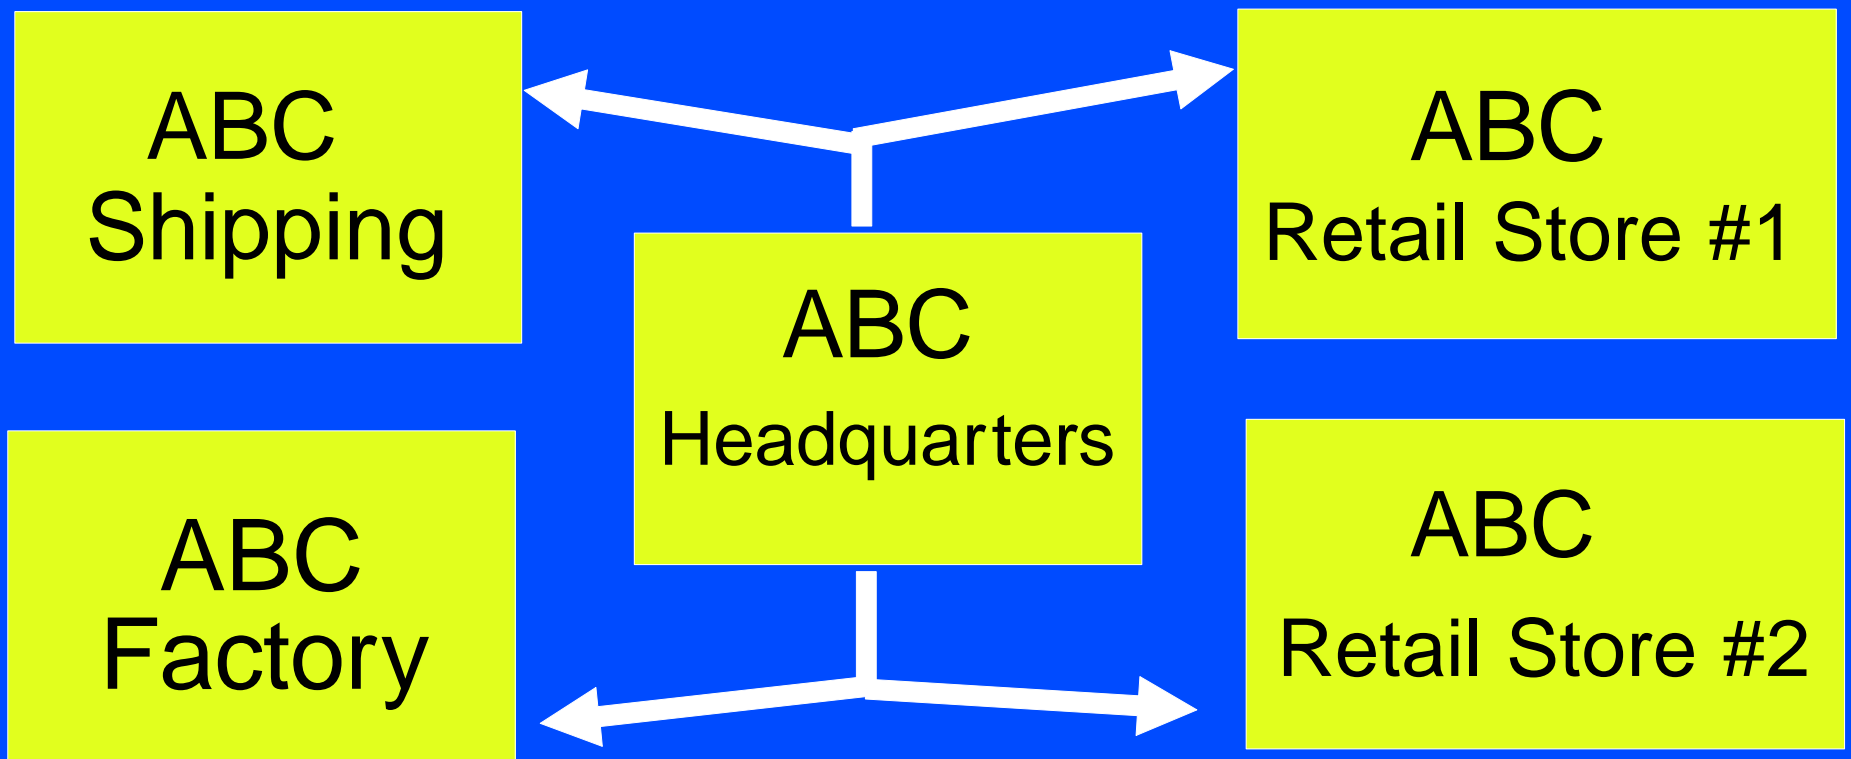 ABC
Shipping
ABC
Retail Store #1
ABC
Headquarters
ABC
Factory
ABC
Retail Store #2